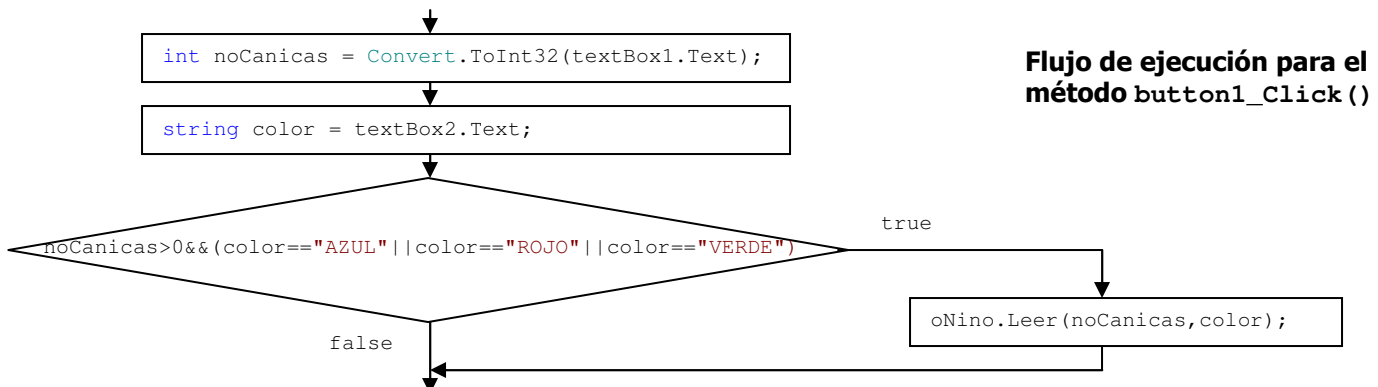 int noCanicas = Convert.ToInt32(textBox1.Text);
Flujo de ejecución para el
método button1_Click()
string color = textBox2.Text;
true
noCanicas>0&&(color=="AZUL"||color=="ROJO"||color=="VERDE")
oNino.Leer(noCanicas,color);
false